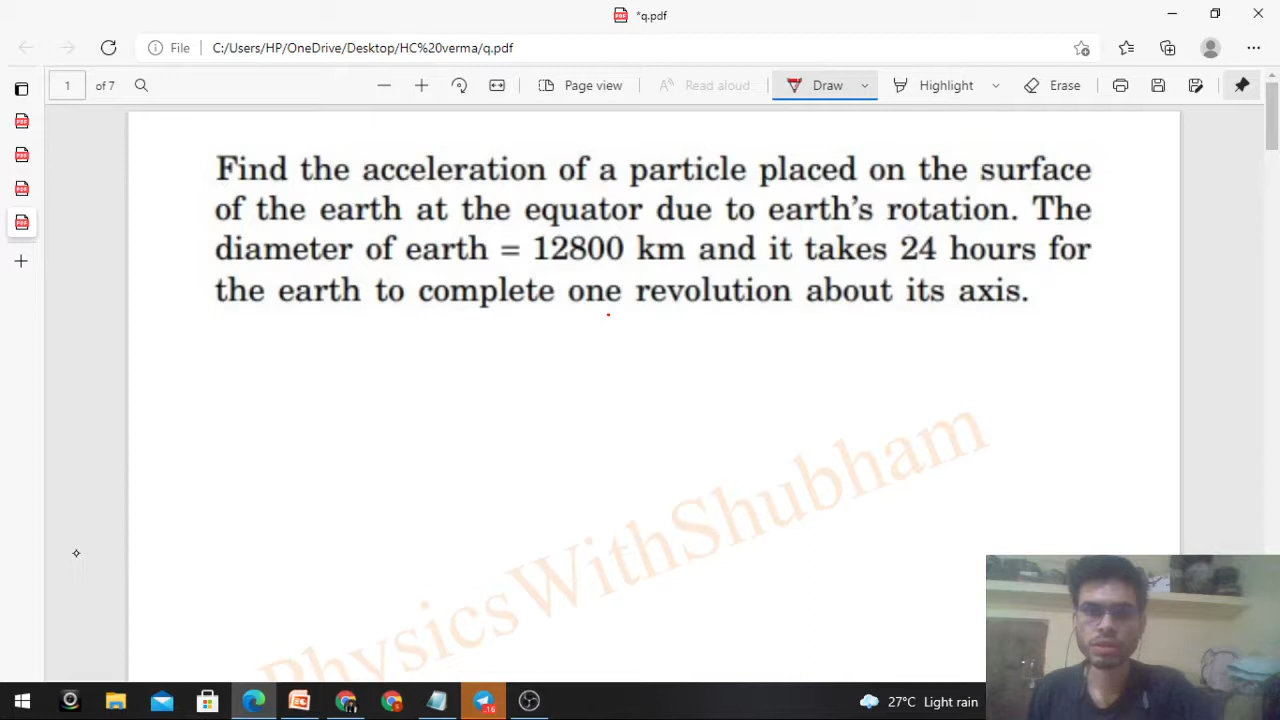 *q.pdf
File C:/Users/HP/OneDrive/Desktop/HC%20verma/q.pdf
1 of 7 Page view Read aloud Draw Highlight Erase
Find the acceleration of a particle placed on the surface
of the earth at the equator due to earth's rotation. The
diameter of earth = 12800 km and it takes 24 hours for
the earth to complete one revolution about its axis.
PhysicsWithShubham
27°C Light rain